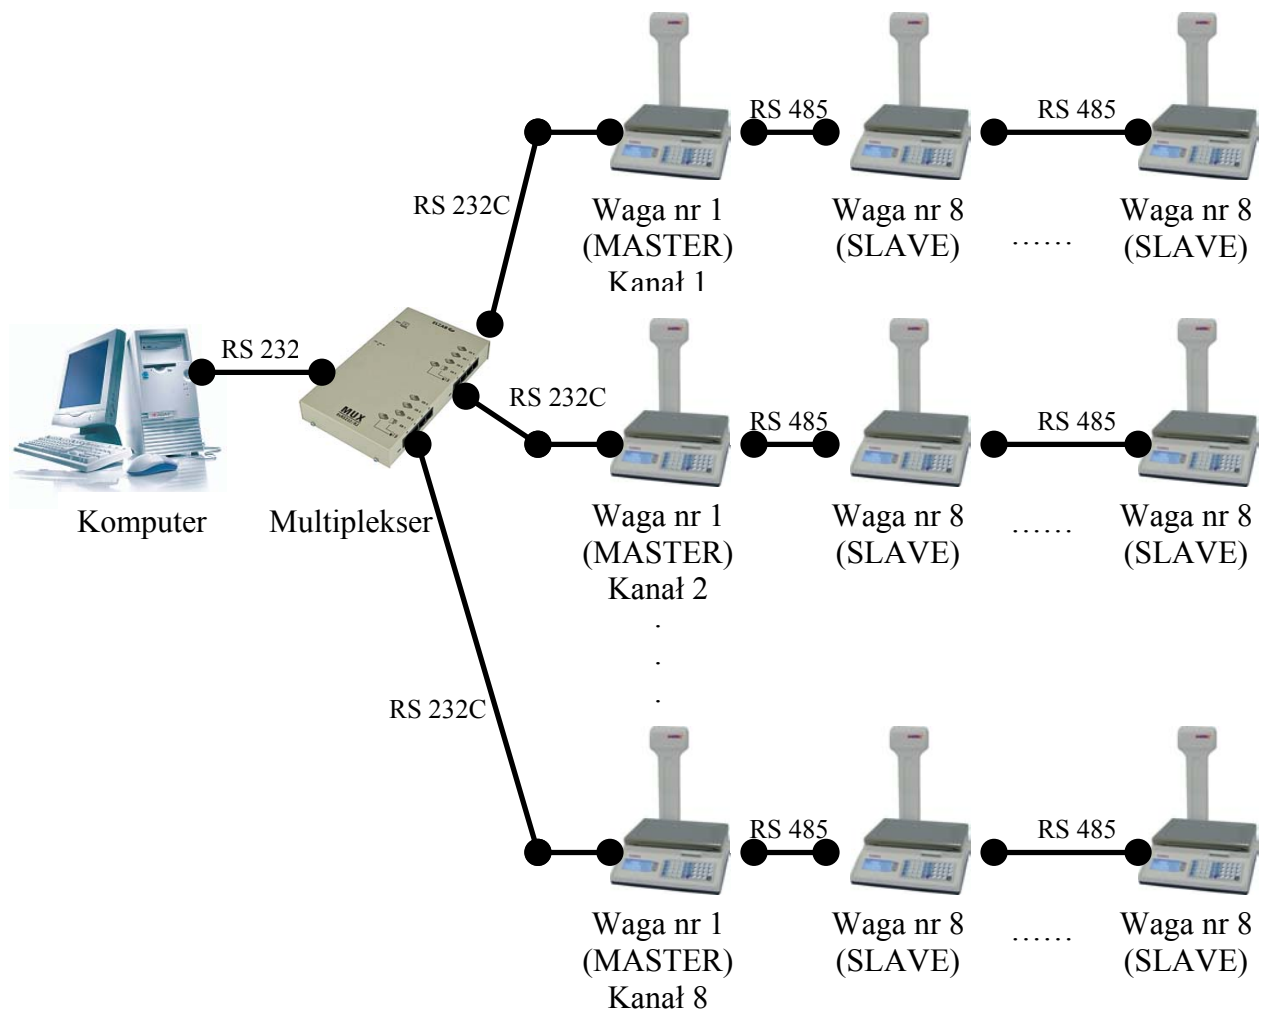 RS 485
RS 485
RS 232C
Waga nr 1
(MASTER)
Kanał 1
Waga nr 8
(SLAVE)
……
Waga nr 8
(SLAVE)
RS 232
RS 232C
RS 485
RS 485
MUX
Komputer
Multiplekser
Waga nr 1
(MASTER)
Kanał 2
Waga nr 8
(SLAVE)
……
Waga nr 8
(SLAVE)
.
.
.
RS 232C
RS 485
RS 485
Waga nr 1
(MASTER)
Kanał 8
Waga nr 8
(SLAVE)
……
Waga nr 8
(SLAVE)